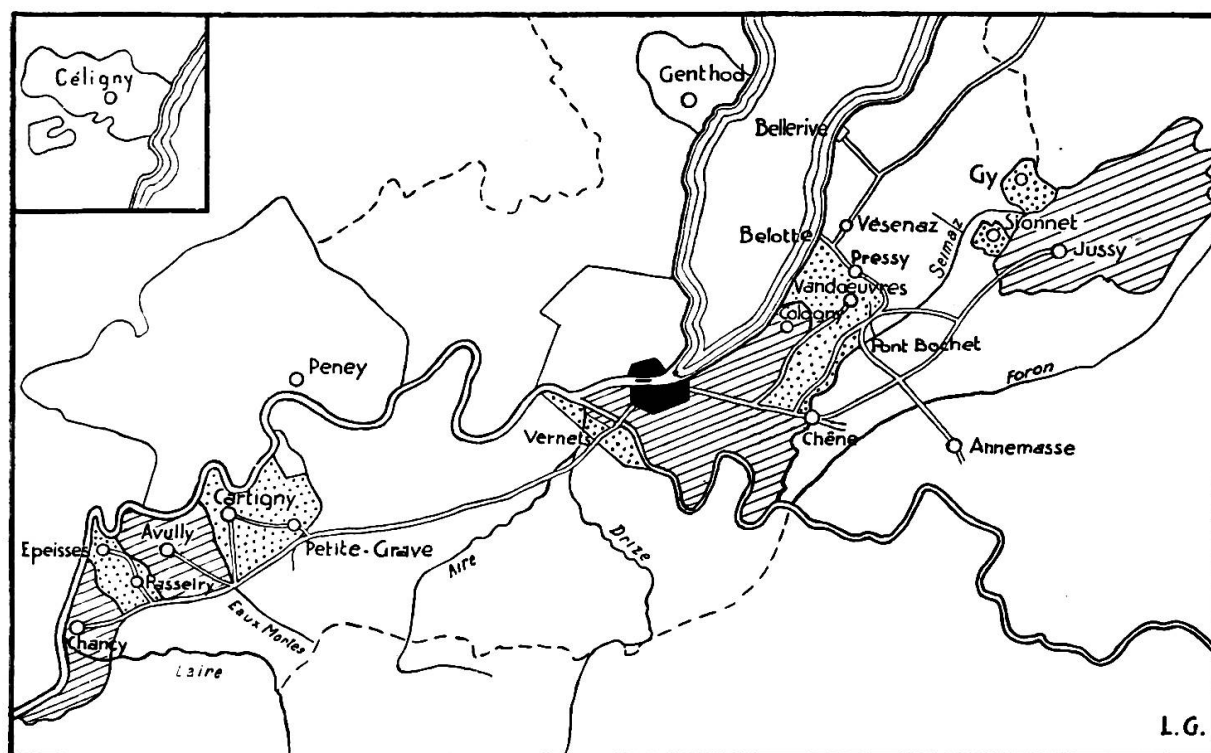 Céligny
Genthod
Bellerive
Gy
Sionnet
Jussy
Seimaz
Vésenaz
Belotte
Pressy
Vandœuvres
Cologny
Pont Bochet
Foron
Peney
Vernets
Chêne
Annemasse
Cartigny
Avully
Epeisses
Petite-Grave
Passeiry
Aire
Drize
Eaux Mortes
Chancy
Laire
L.G.